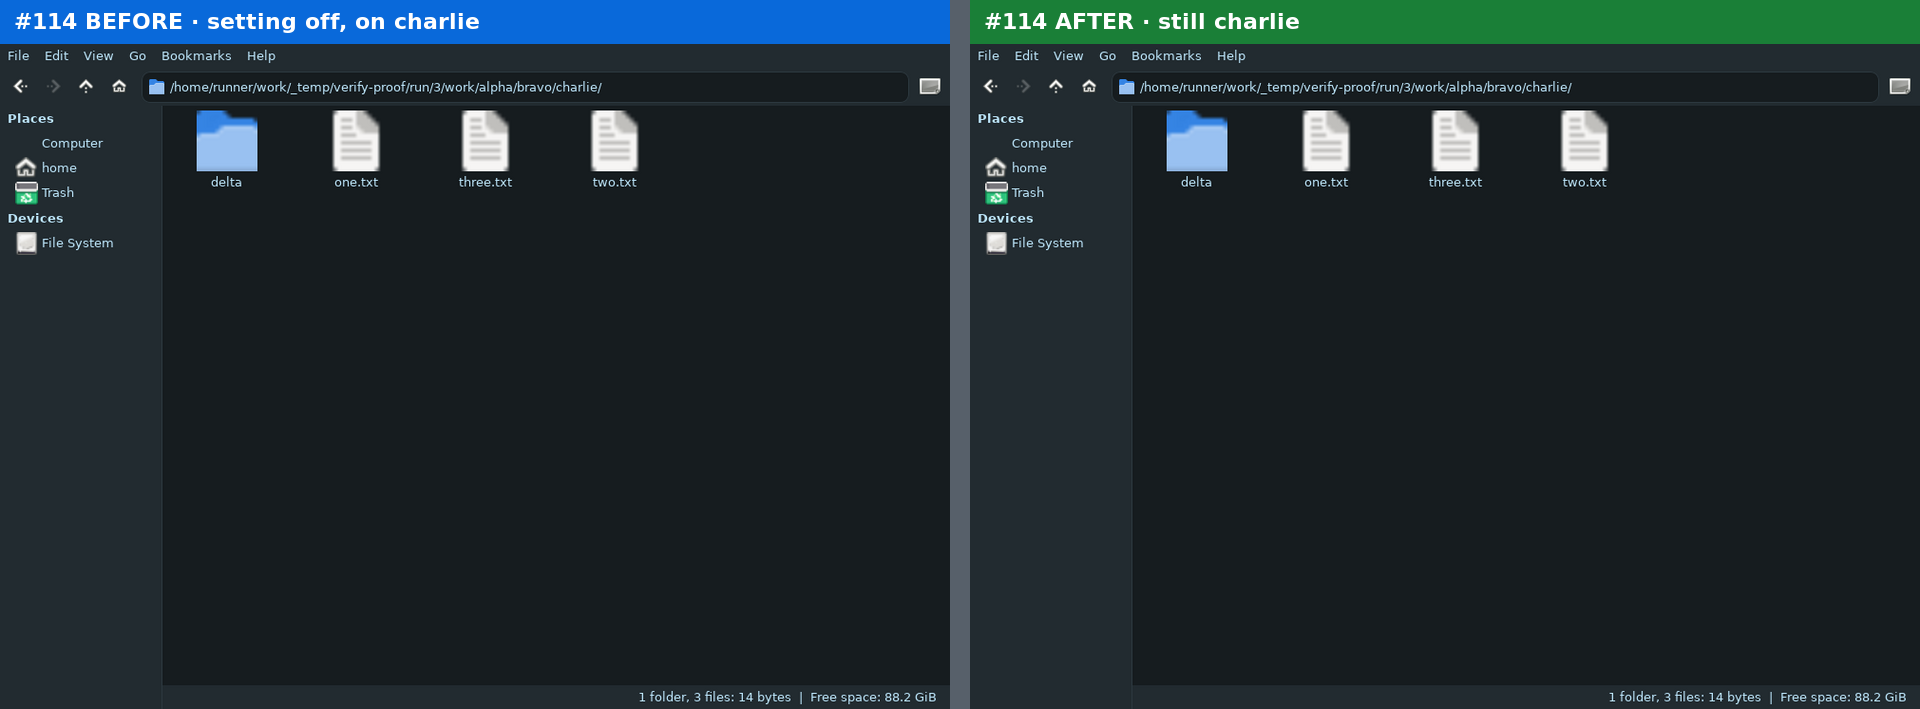 #114 BEFORE · setting off, on charlie
File Edit View Go Bookmarks Help
/home/runner/work/_temp/verify-proof/run/3/work/alpha/bravo/charlie/
Places
Computer
home
Trash
Devices
File System
delta one.txt three.txt two.txt
1 folder, 3 files: 14 bytes | Free space: 88.2 GiB
#114 AFTER · still charlie
File Edit View Go Bookmarks Help
/home/runner/work/_temp/verify-proof/run/3/work/alpha/bravo/charlie/
Places
Computer
home
Trash
Devices
File System
delta one.txt three.txt two.txt
1 folder, 3 files: 14 bytes | Free space: 88.2 GiB